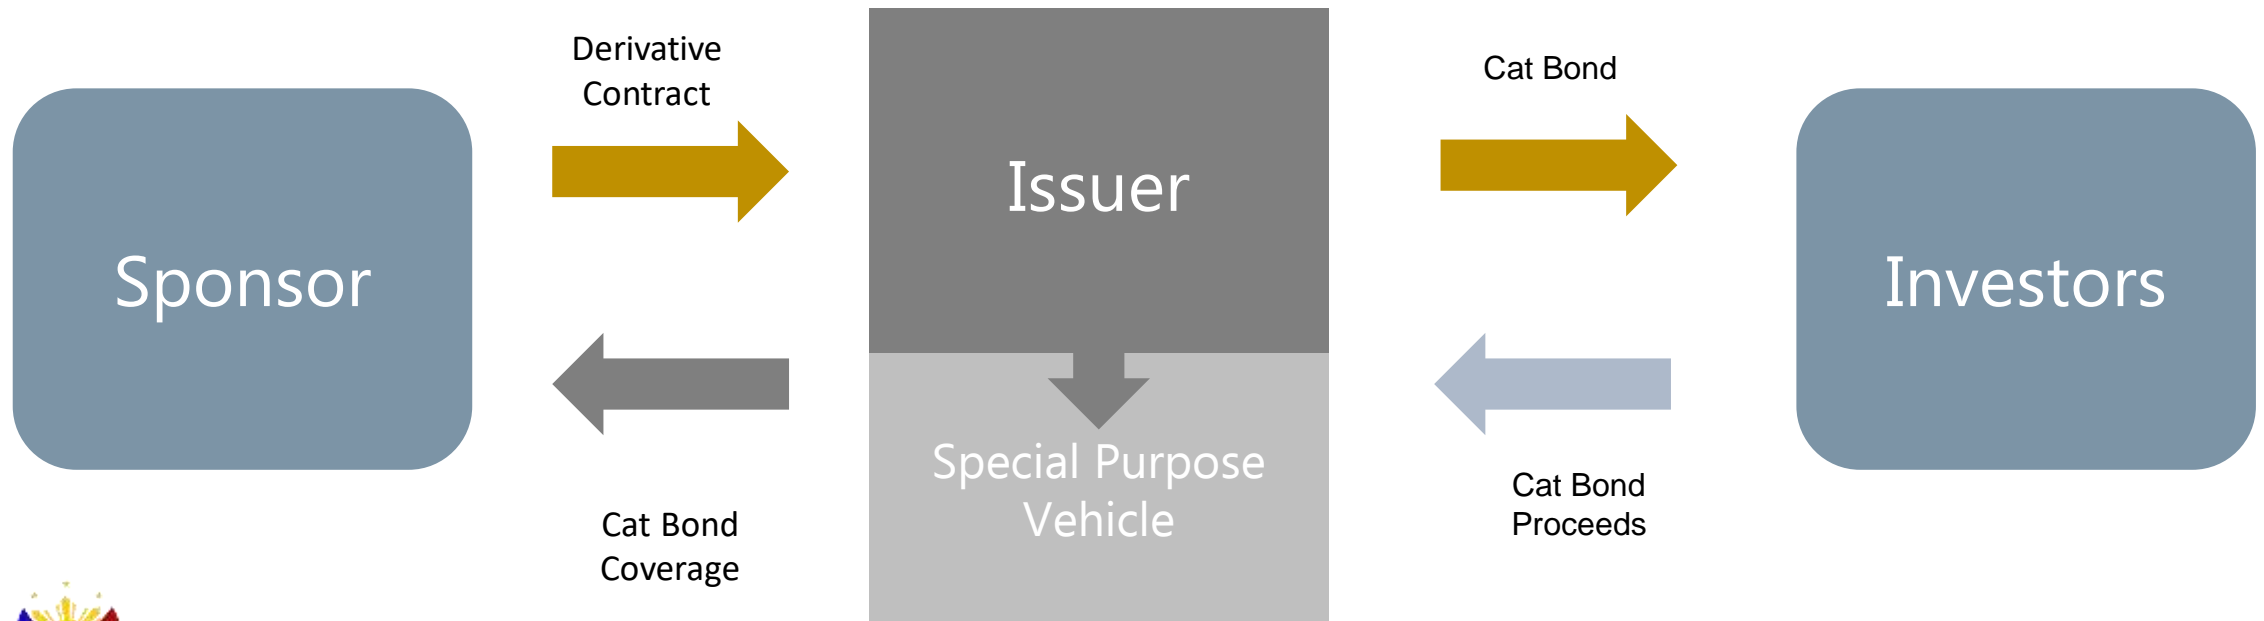 Sponsor
Derivative
Contract
Cat Bond
Coverage
Issuer
Special Purpose
Vehicle
Cat Bond
Cat Bond
Proceeds
Investors